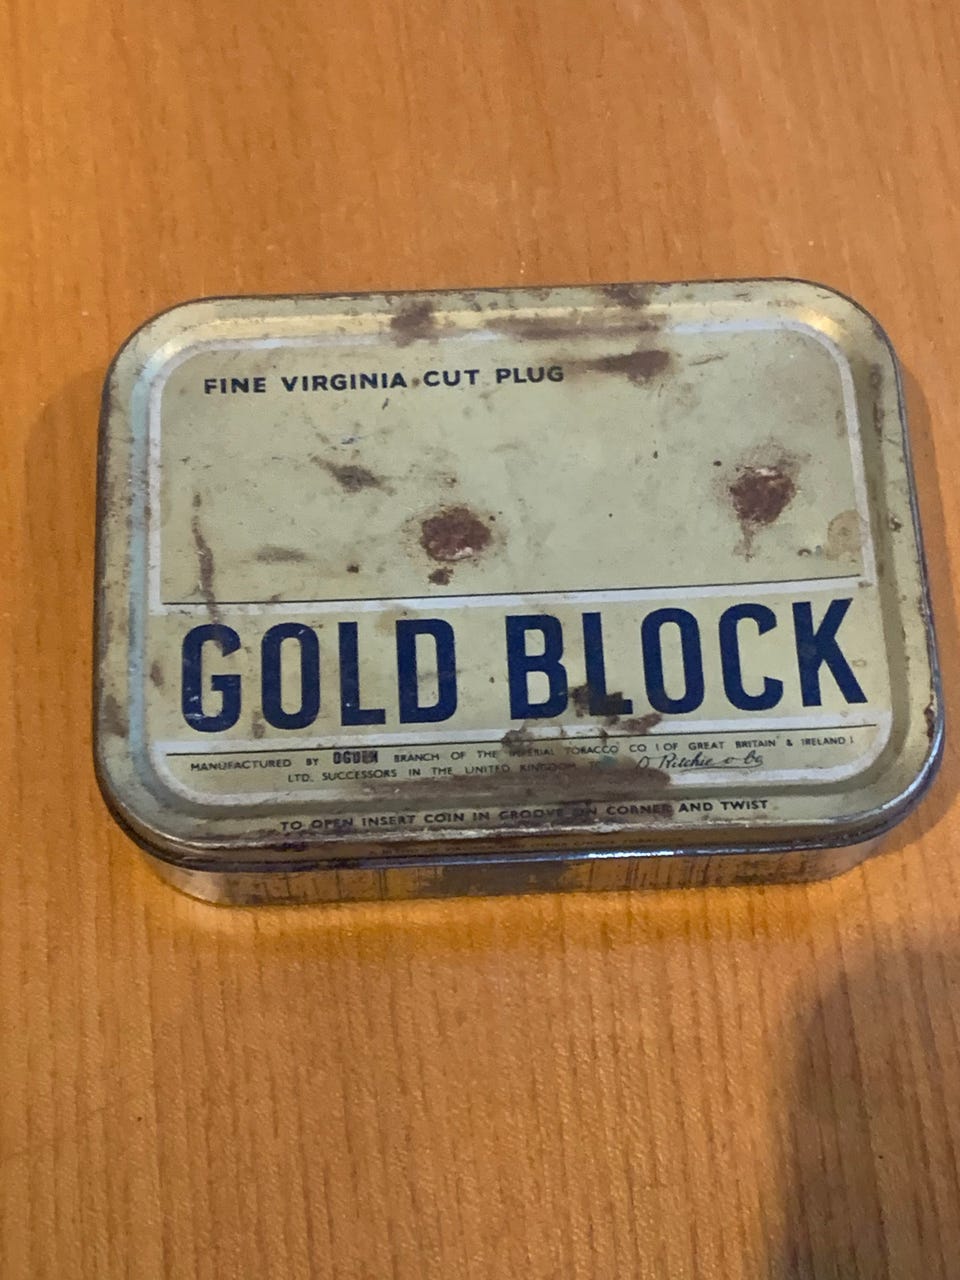 FINE VIRGINIA CUT PLUG
GOLD BLOCK
MANUFACTURED BY OGDEN BRANCH OF THE IMPERIAL TOBACCO CO (OF GREAT BRITAIN & IRELAND)
LTD. SUCCESSORS IN THE UNITED KINGDOM TO D. Ritchie & Co
TO OPEN INSERT COIN IN GROOVE ON CORNER AND TWIST